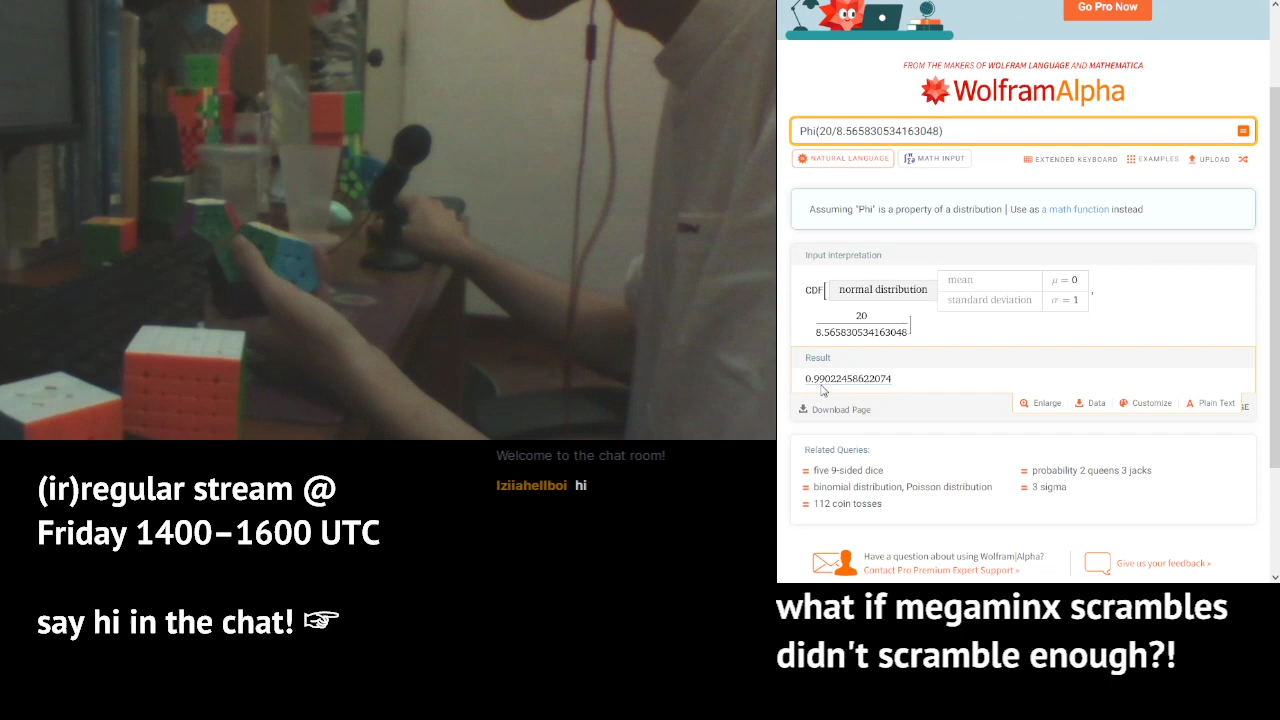 Go Pro Now
FROM THE MAKERS OF WOLFRAM LANGUAGE AND MATHEMATICA
WolframAlpha
Phi(20/8.565830534163048)
NATURAL LANGUAGE
MATH INPUT
EXTENDED KEYBOARD
EXAMPLES
UPLOAD
Assuming "Phi" is a property of a distribution | Use as a math function instead
Input interpretation
CDF[ normal distribution
mean μ = 0
standard deviation σ = 1
,
20
8.565830534163048
]
Result
0.99022458622074
Enlarge
Data
Customize
A Plain Text
Download Page
Related Queries:
= five 9-sided dice
= probability 2 queens 3 jacks
= binomial distribution, Poisson distribution
= 3 sigma
= 112 coin tosses
Have a question about using Wolfram|Alpha?
Contact Pro Premium Expert Support »
Give us your feedback »
Welcome to the chat room!
Iziiahellboi hi
(ir)regular stream @
Friday 1400–1600 UTC
say hi in the chat! ☞
what if megaminx scrambles
didn't scramble enough?!